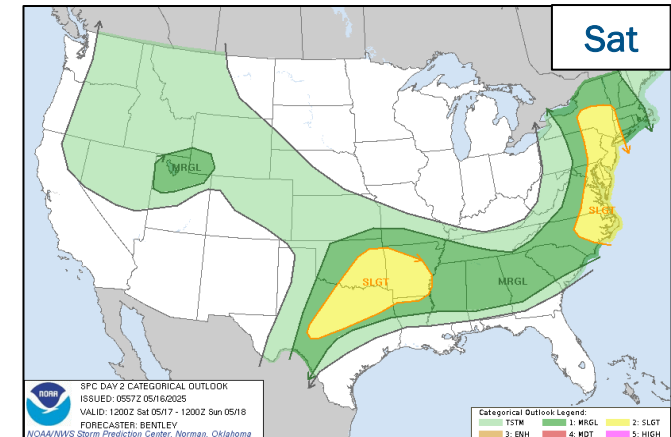 Sat
MRGL
SLGT
SLGT
MRGL
NOAA
SPC DAY 2 CATEGORICAL OUTLOOK
ISSUED: 0557Z 05/16/2025
VALID: 1200Z Sat 05/17 - 1200Z Sun 05/18
FORECASTER: BENTLEY
NOAA/NWS Storm Prediction Center, Norman, Oklahoma
Categorical Outlook Legend:
TSTM 1: MRGL 2: SLGT
3: ENH 4: MDT 5: HIGH